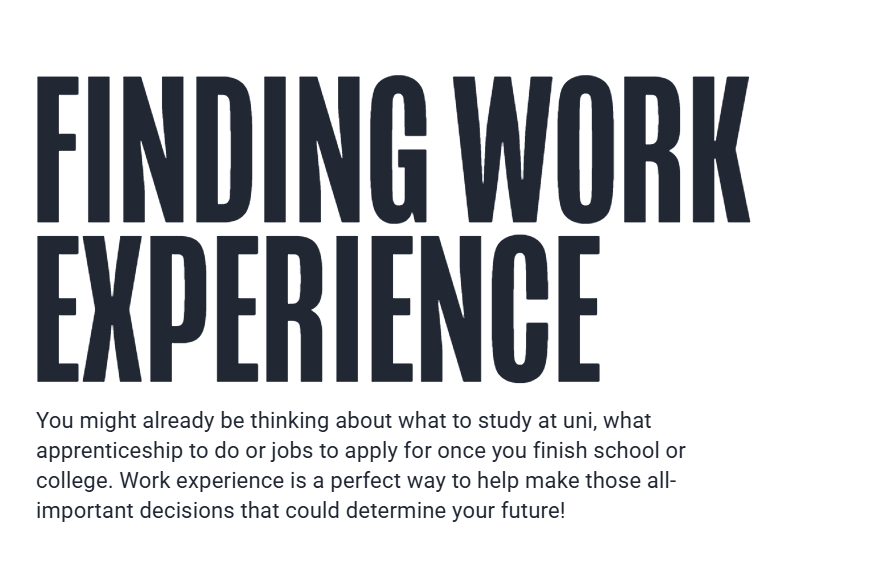 FINDING WORK
EXPERIENCE
You might already be thinking about what to study at uni, what
apprenticeship to do or jobs to apply for once you finish school or
college. Work experience is a perfect way to help make those all-
important decisions that could determine your future!